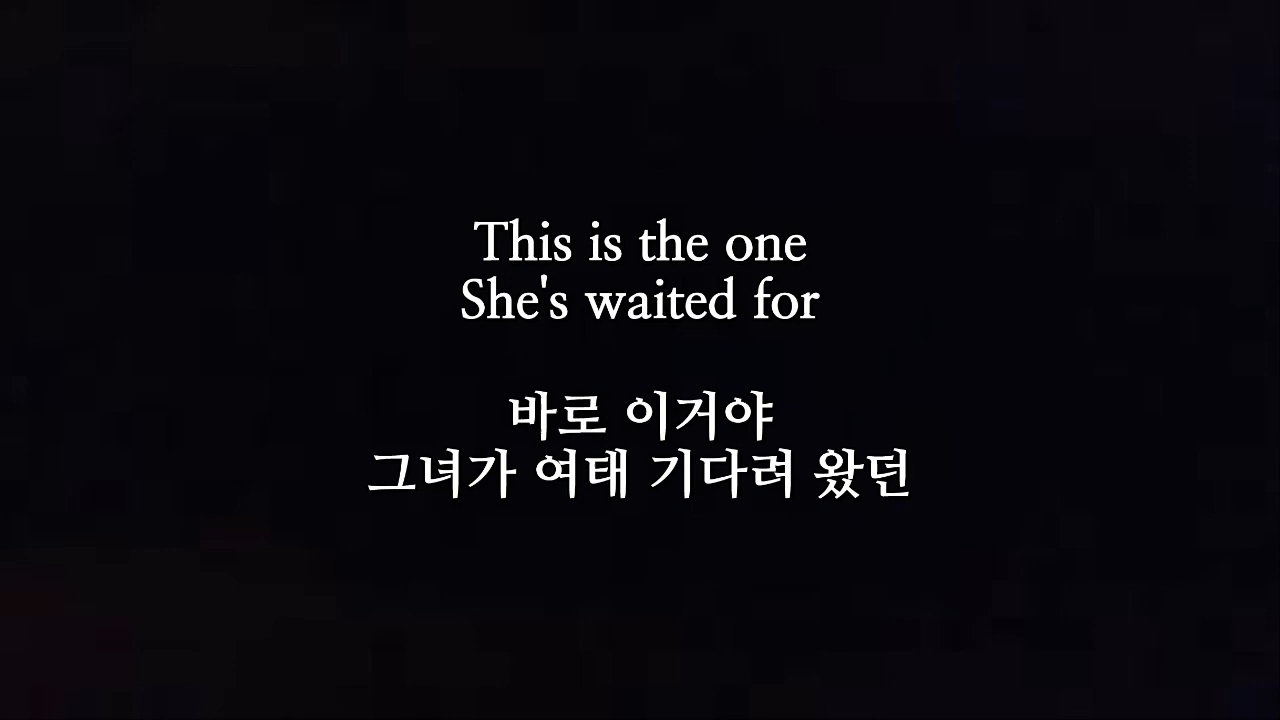 This is the one
She's waited for
바로 이거야
그녀가 여태 기다려 왔던